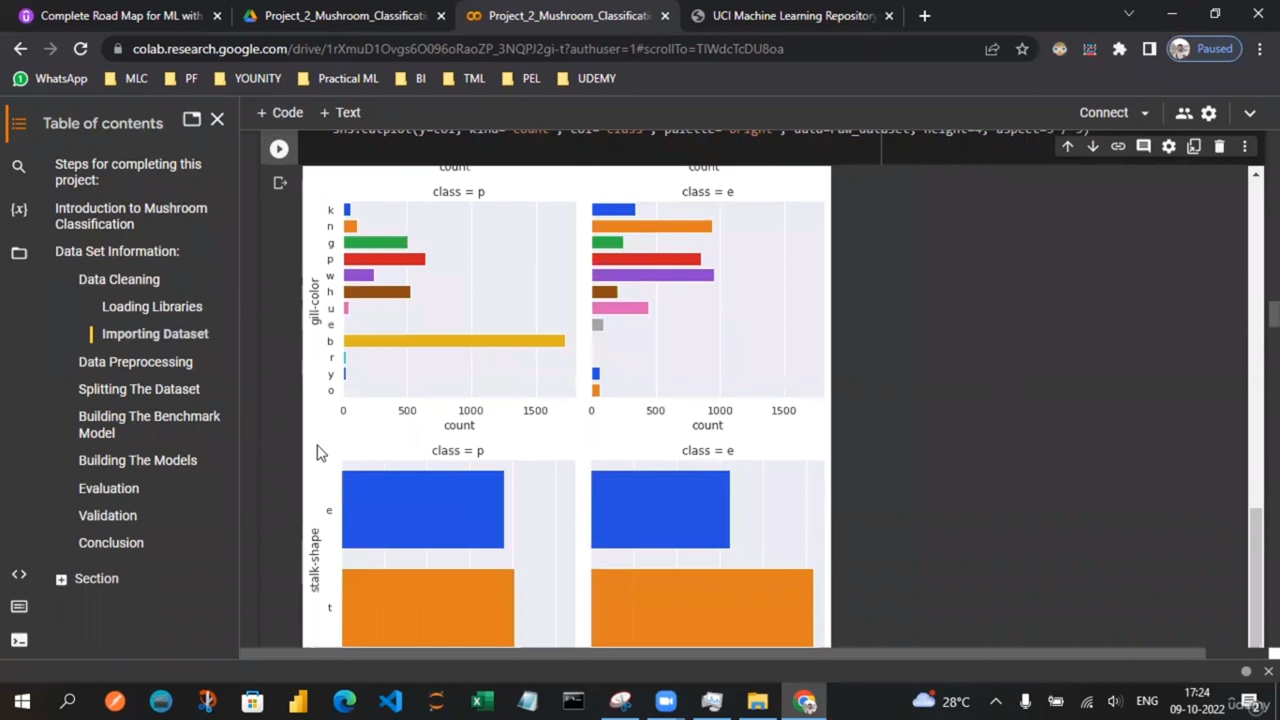 Complete Road Map for ML with
Project_2_Mushroom_Classificati
Project_2_Mushroom_Classificati
UCI Machine Learning Repository
colab.research.google.com/drive/1rXmuD1Ovgs6O096oRaoZP_3NQPJ2gi-t?authuser=1#scrollTo=TIWdcTcDU8oa
Paused
WhatsApp MLC PF YOUNITY Practical ML BI TML PEL UDEMY
Table of contents
+ Code + Text
Connect
Steps for completing this
project:
Introduction to Mushroom
Classification
Data Set Information:
Data Cleaning
Loading Libraries
Importing Dataset
Data Preprocessing
Splitting The Dataset
Building The Benchmark
Model
Building The Models
Evaluation
Validation
Conclusion
Section
count count
class = p class = e
gill-color
k
n
g
p
w
h
u
e
b
r
y
o
0 500 1000 1500
0 500 1000 1500
count count
class = p class = e
stalk-shape
e
t
28°C
ENG
17:24
09-10-2022